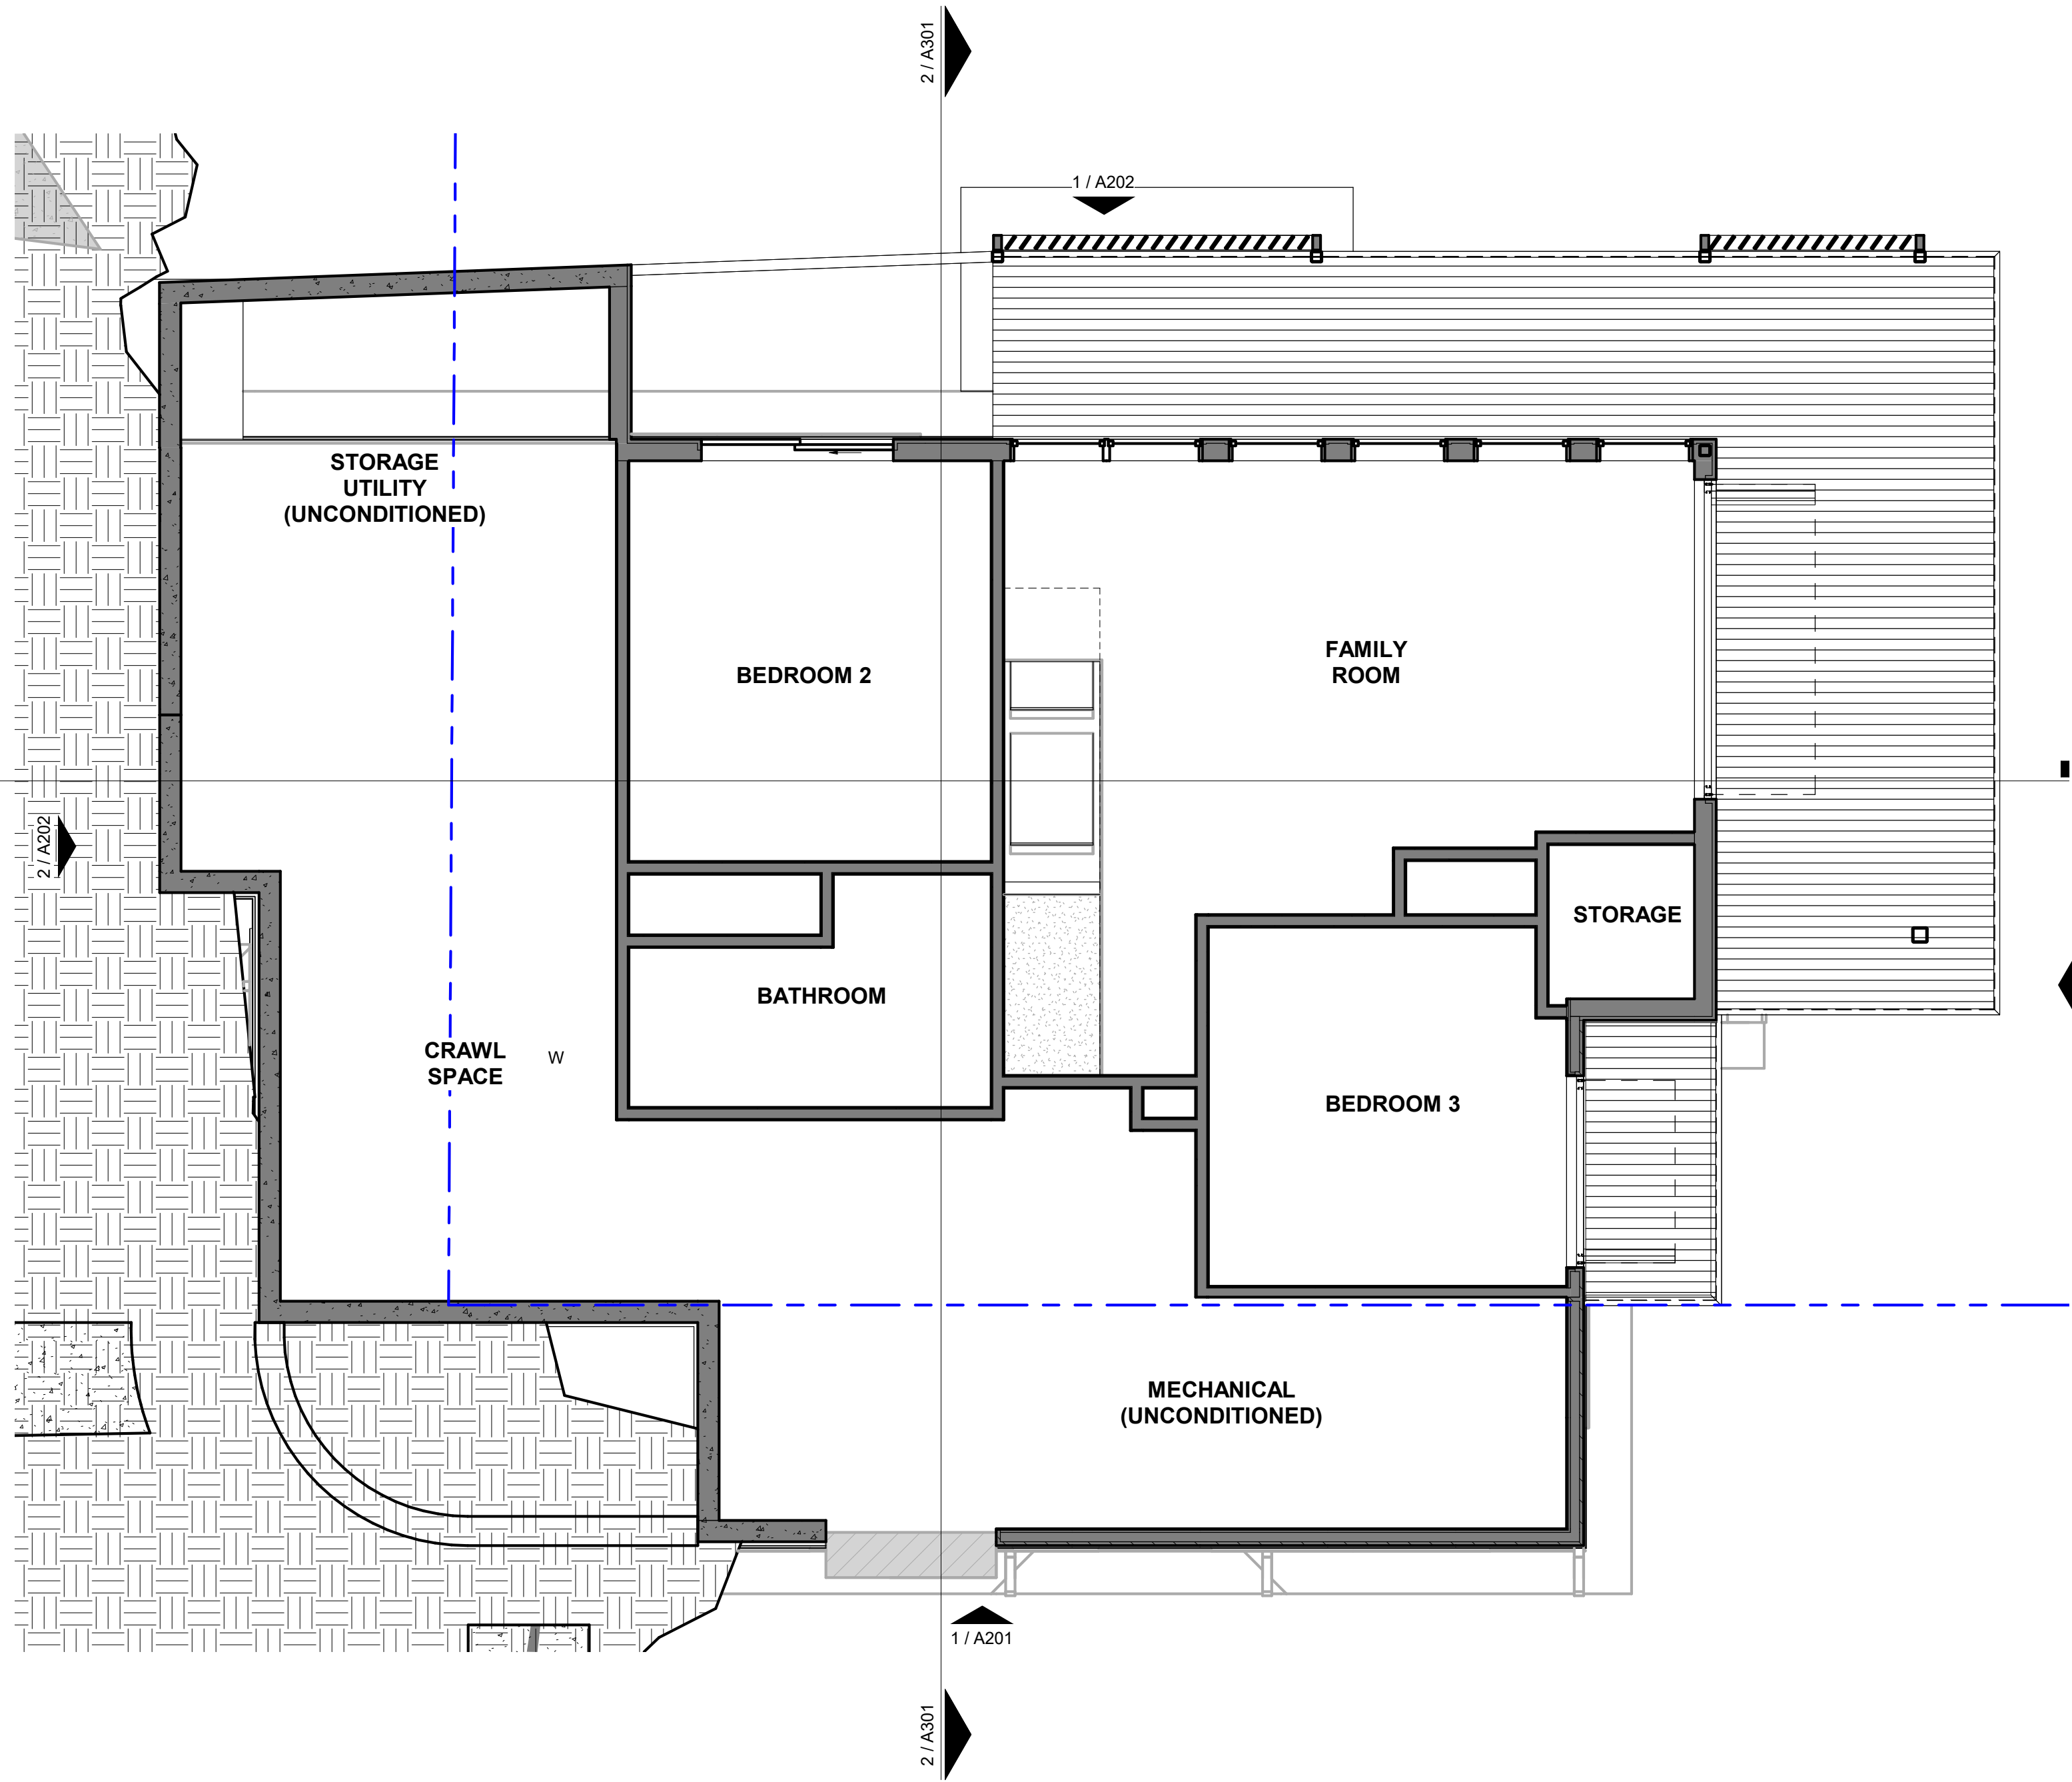 2 / A301
1 / A202
STORAGE
UTILITY
(UNCONDITIONED)
BEDROOM 2
FAMILY
ROOM
2 / A202
STORAGE
BATHROOM
CRAWL
SPACE
W
BEDROOM 3
MECHANICAL
(UNCONDITIONED)
1 / A201
2 / A301